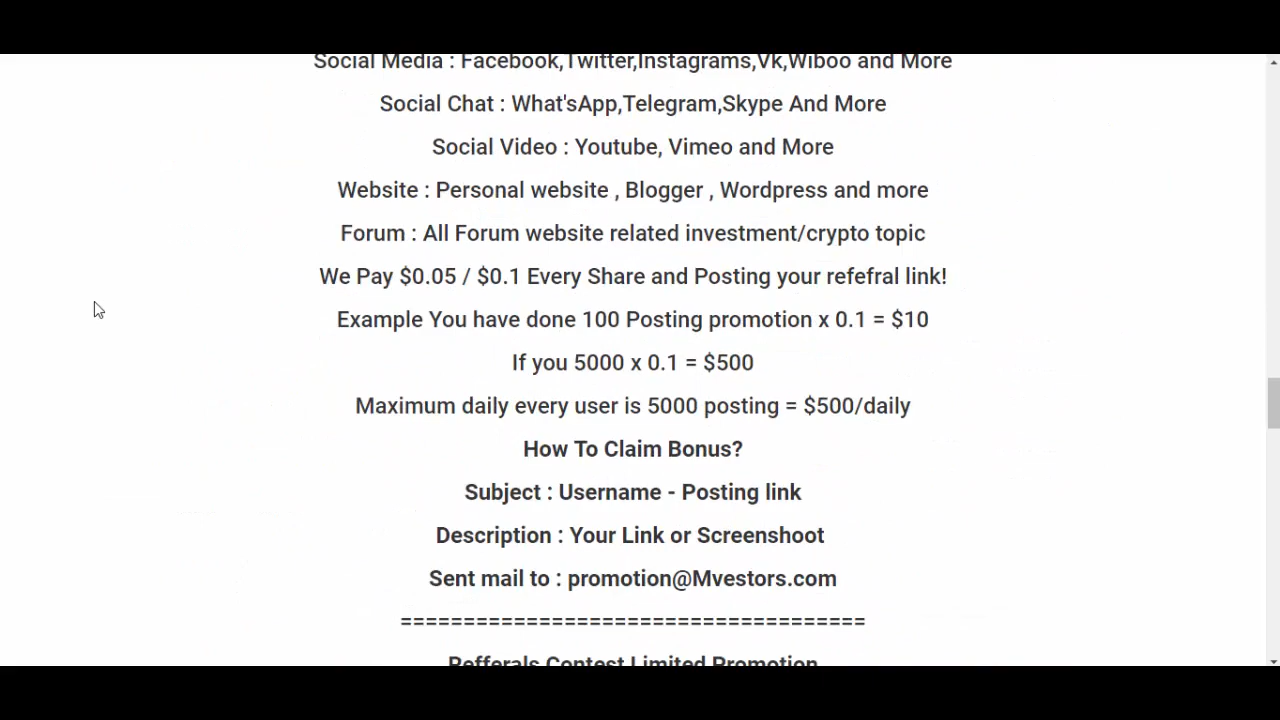 Social Media : Facebook,Twitter,Instagrams,Vk,Wiboo and More
Social Chat : What'sApp,Telegram,Skype And More
Social Video : Youtube, Vimeo and More
Website : Personal website , Blogger , Wordpress and more
Forum : All Forum website related investment/crypto topic
We Pay $0.05 / $0.1 Every Share and Posting your refefral link!
Example You have done 100 Posting promotion x 0.1 = $10
If you 5000 x 0.1 = $500
Maximum daily every user is 5000 posting = $500/daily
How To Claim Bonus?
Subject : Username - Posting link
Description : Your Link or Screenshoot
Sent mail to : promotion@Mvestors.com
=====================================
Refferals Contest Limited Promotion